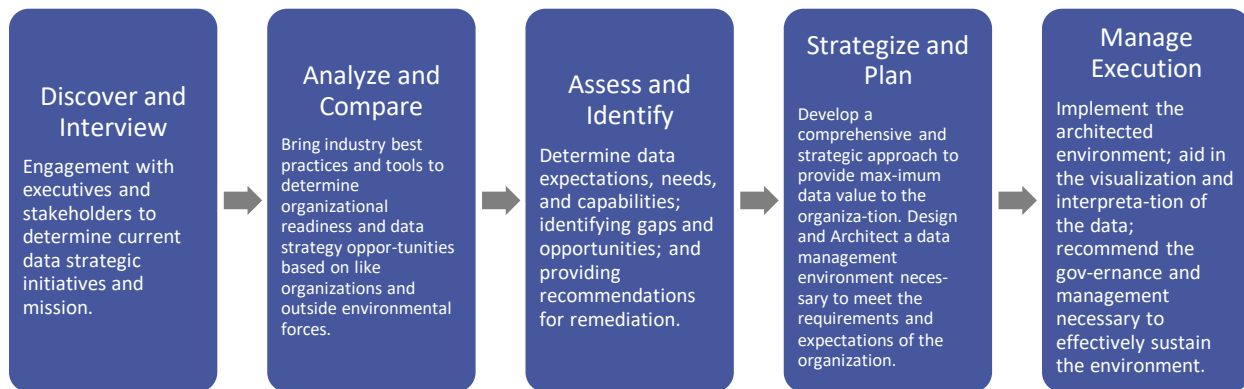 Discover and
Interview
Engagement with
executives and
stakeholders to
determine current
data strategic
initiatives and
mission.
Analyze and
Compare
Bring industry best
practices and tools to
determine
organizational
readiness and data
strategy oppor-tunities
based on like
organizations and
outside environmental
forces.
Assess and
Identify
Determine data
expectations, needs,
and capabilities;
identifying gaps and
opportunities; and
providing
recommendations
for remediation.
Strategize and
Plan
Develop a
comprehensive and
strategic approach to
provide max-imum
data value to the
organiza-tion. Design
and Architect a data
management
environment neces-
sary to meet the
requirements and
expectations of the
organization.
Manage
Execution
Implement the
architected
environment; aid in
the visualization and
interpreta-tion of
the data;
recommend the
gov-ernance and
management
necessary to
effectively sustain
the environment.